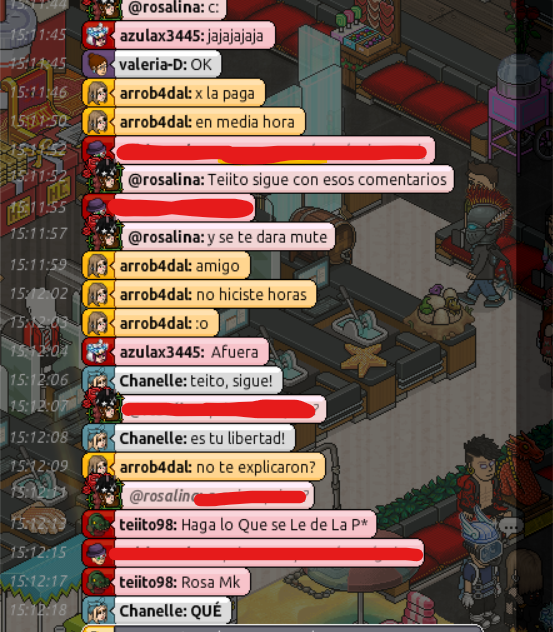 15:11:44 @rosalina: c:
15:11:45 azulax3445: jajajajaja
15:11:45 valeria-D: OK
15:11:46 arrob4dal: x la paga
15:11:50 arrob4dal: en media hora
15:11:52
15:11:52 @rosalina: Teiito sigue con esos comentarios
15:11:55
15:11:57 @rosalina: y se te dara mute
15:11:59 arrob4dal: amigo
15:12:02 arrob4dal: no hiciste horas
15:12:03 arrob4dal: :o
15:12:04 azulax3445: Afuera
15:12:06 Chanelle: teito, sigue!
15:12:07 ?
15:12:08 Chanelle: es tu libertad!
15:12:09 arrob4dal: no te explicaron?
15:12:11 @rosalina
15:12:13 teiito98: Haga lo Que se Le de La P*
15:12:15
15:12:17 teiito98: Rosa Mk
15:12:18 Chanelle: QUÉ